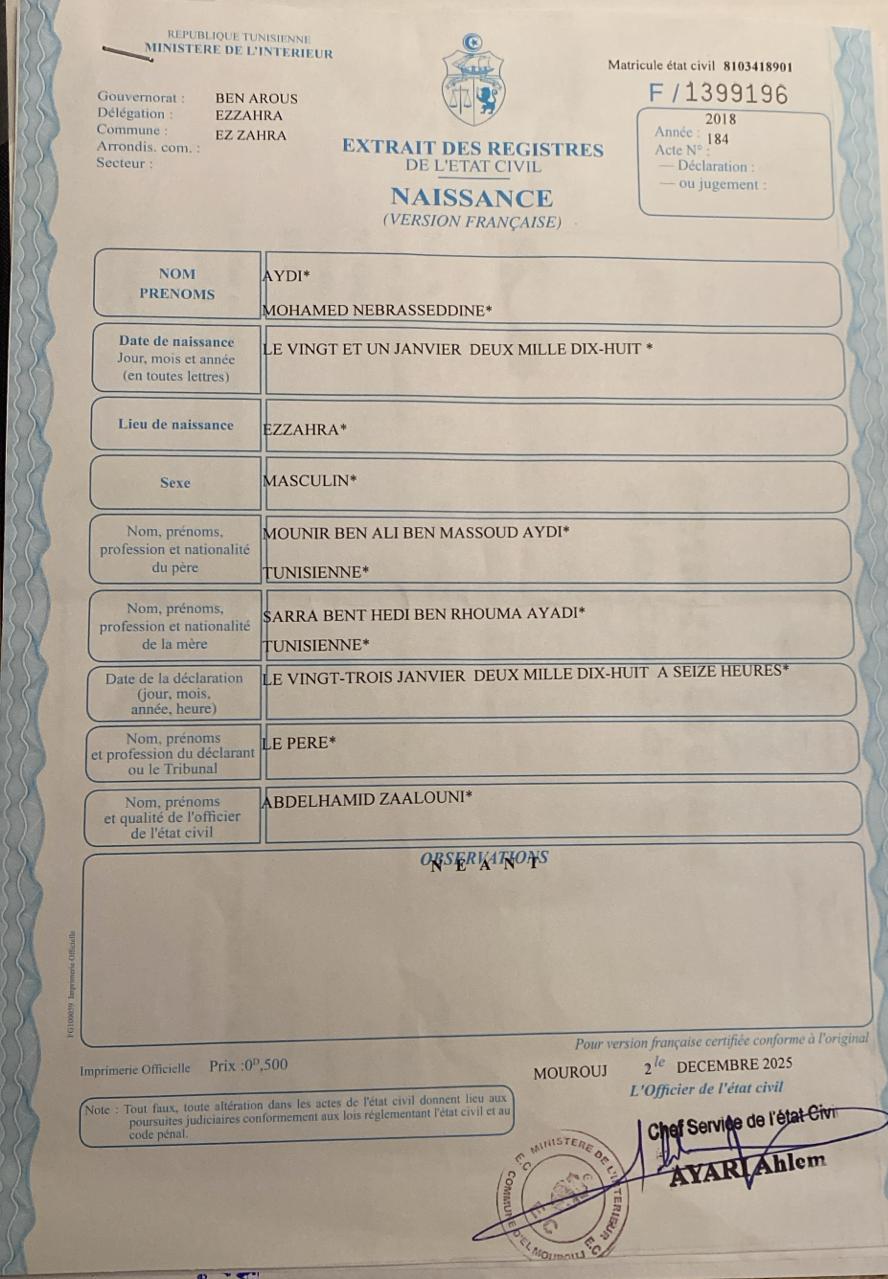 REPUBLIQUE TUNISIENNE
MINISTERE DE L'INTERIEUR
Matricule état civil 8103418901
F / 1399196
Gouvernorat : BEN AROUS
Délégation : EZZAHRA
Commune : EZ ZAHRA
Arrondis. com. :
Secteur :
EXTRAIT DES REGISTRES
DE L'ETAT CIVIL
NAISSANCE
(VERSION FRANÇAISE)
2018
Année :
184
Acte N° :
— Déclaration :
— ou jugement :
NOM
PRENOMS
AYDI*
MOHAMED NEBRASSEDDINE*
Date de naissance
Jour, mois et année
(en toutes lettres)
LE VINGT ET UN JANVIER DEUX MILLE DIX-HUIT *
Lieu de naissance
EZZAHRA*
Sexe
MASCULIN*
Nom, prénoms,
profession et nationalité
du père
MOUNIR BEN ALI BEN MASSOUD AYDI*
TUNISIENNE*
Nom, prénoms,
profession et nationalité
de la mère
SARRA BENT HEDI BEN RHOUMA AYADI*
TUNISIENNE*
Date de la déclaration
(jour, mois,
année, heure)
LE VINGT-TROIS JANVIER DEUX MILLE DIX-HUIT A SEIZE HEURES*
Nom, prénoms
et profession du déclarant
ou le Tribunal
LE PERE*
Nom, prénoms
et qualité de l'officier
de l'état civil
ABDELHAMID ZAALOUNI*
OBSERVATIONS
N E A N T
FG100039 Imprimerie Officielle
Pour version française certifiée conforme à l'original
Imprimerie Officielle Prix :0ᴰ,500
MOUROUJ le 2 DECEMBRE 2025
L'Officier de l'état civil
Note : Tout faux, toute altération dans les actes de l'état civil donnent lieu aux
poursuites judiciaires conformement aux lois réglementant l'état civil et au
code pénal.
Chef Service de l'état Civi
AYARI Ahlem
MINISTERE DE L'INTERIEUR
COMMUNE D'EL MOUROUJ
E.C